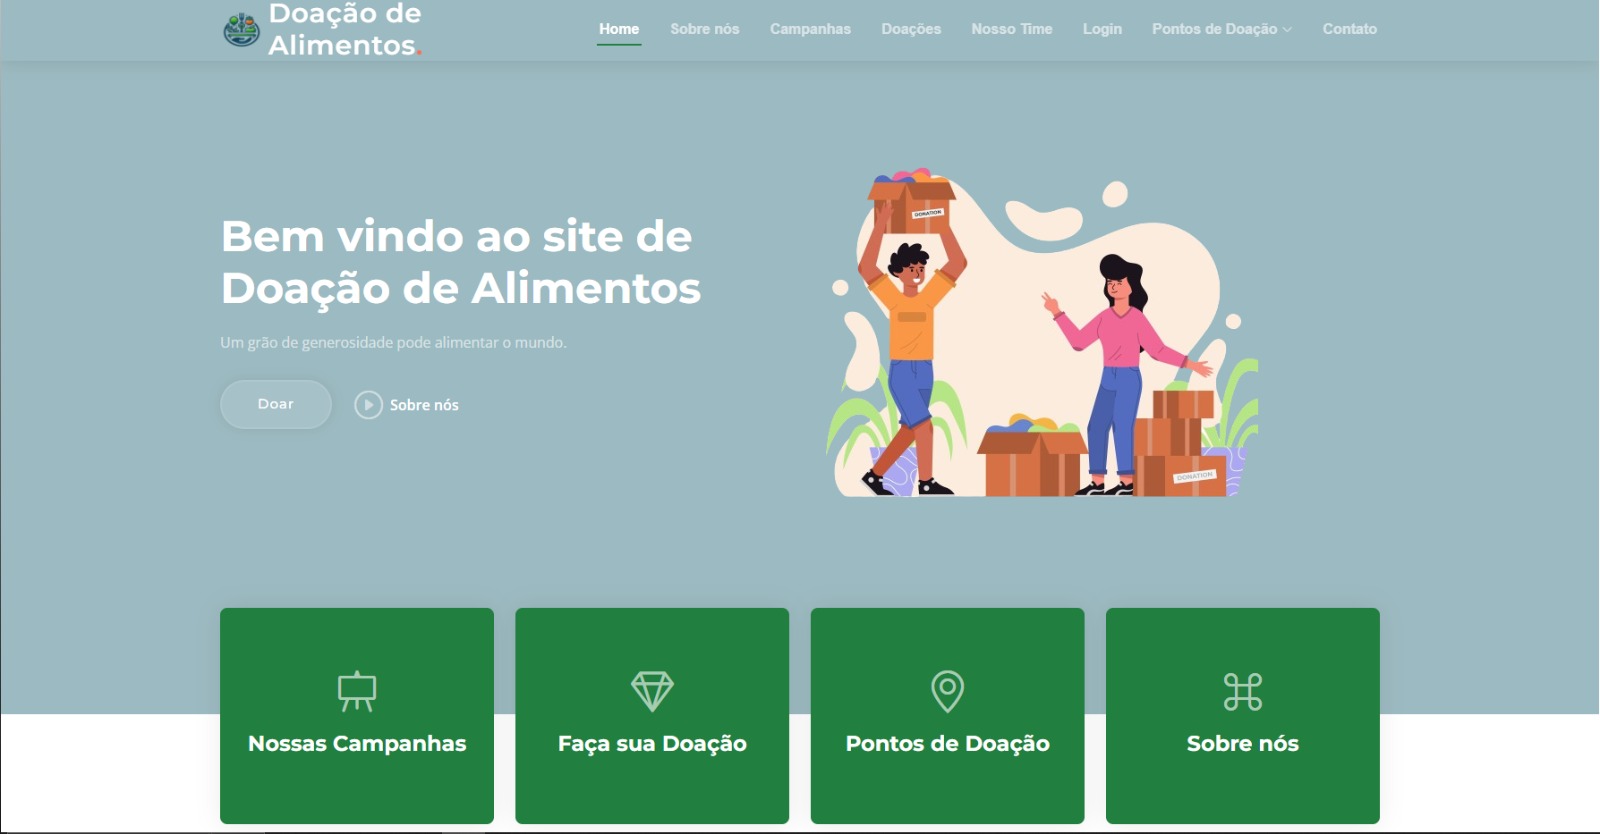 Doação de
Alimentos.
Home Sobre nós Campanhas Doações Nosso Time Login Pontos de Doação Contato
Bem vindo ao site de
Doação de Alimentos
Um grão de generosidade pode alimentar o mundo.
Doar Sobre nós
DONATION
DONATION
Nossas Campanhas Faça sua Doação Pontos de Doação Sobre nós